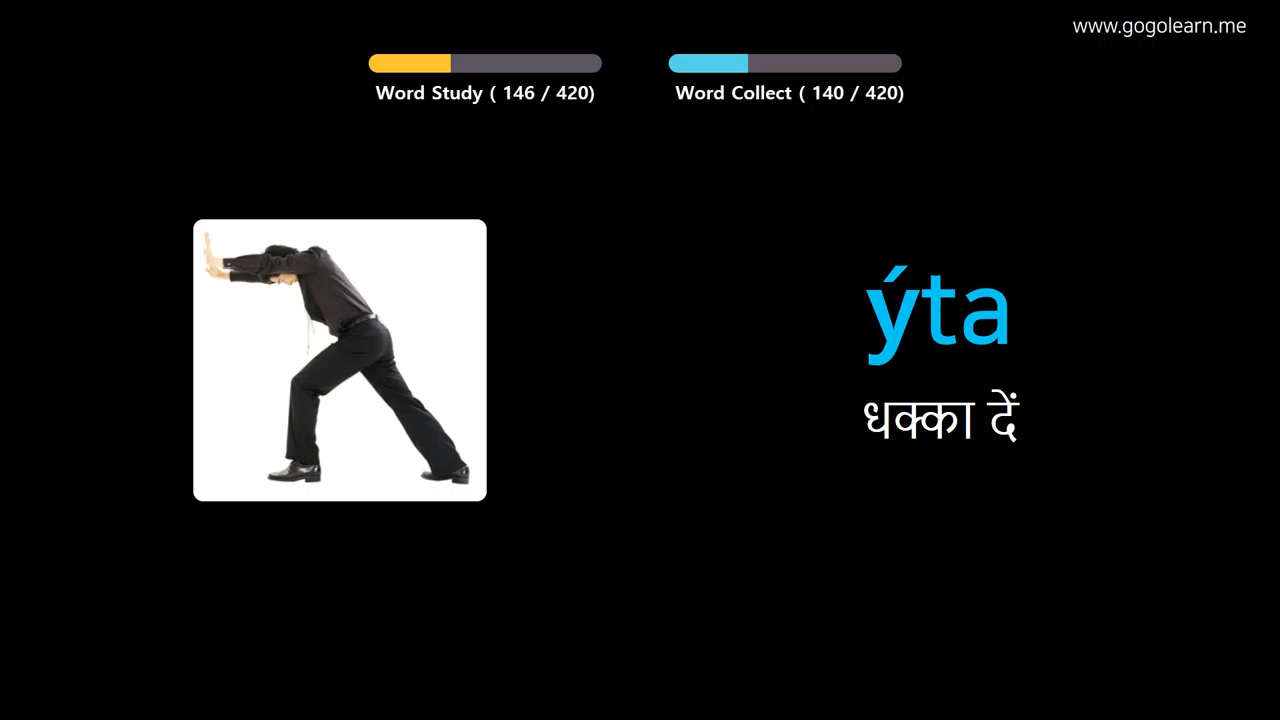 www.gogolearn.me
Word Study ( 146 / 420)
Word Collect ( 140 / 420)
ýta
धक्का दें